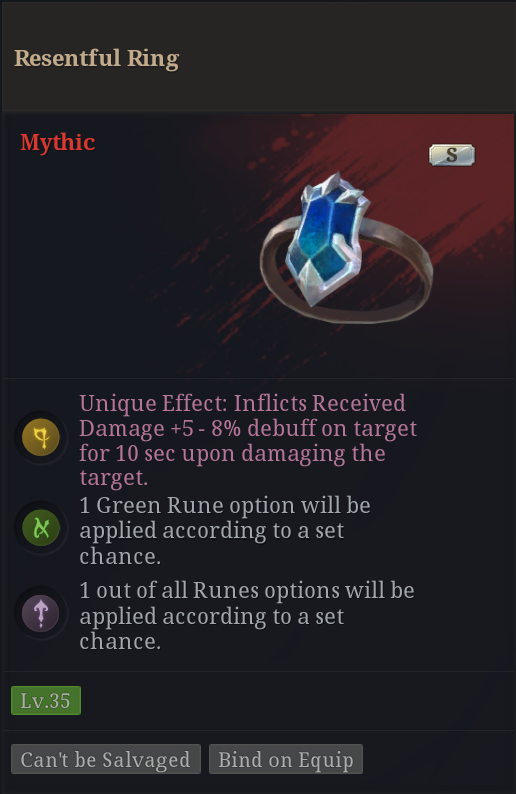 Resentful Ring
Mythic
S
Unique Effect: Inflicts Received
Damage +5 - 8% debuff on target
for 10 sec upon damaging the
target.
1 Green Rune option will be
applied according to a set
chance.
1 out of all Runes options will be
applied according to a set
chance.
Lv.35
Can't be Salvaged
Bind on Equip